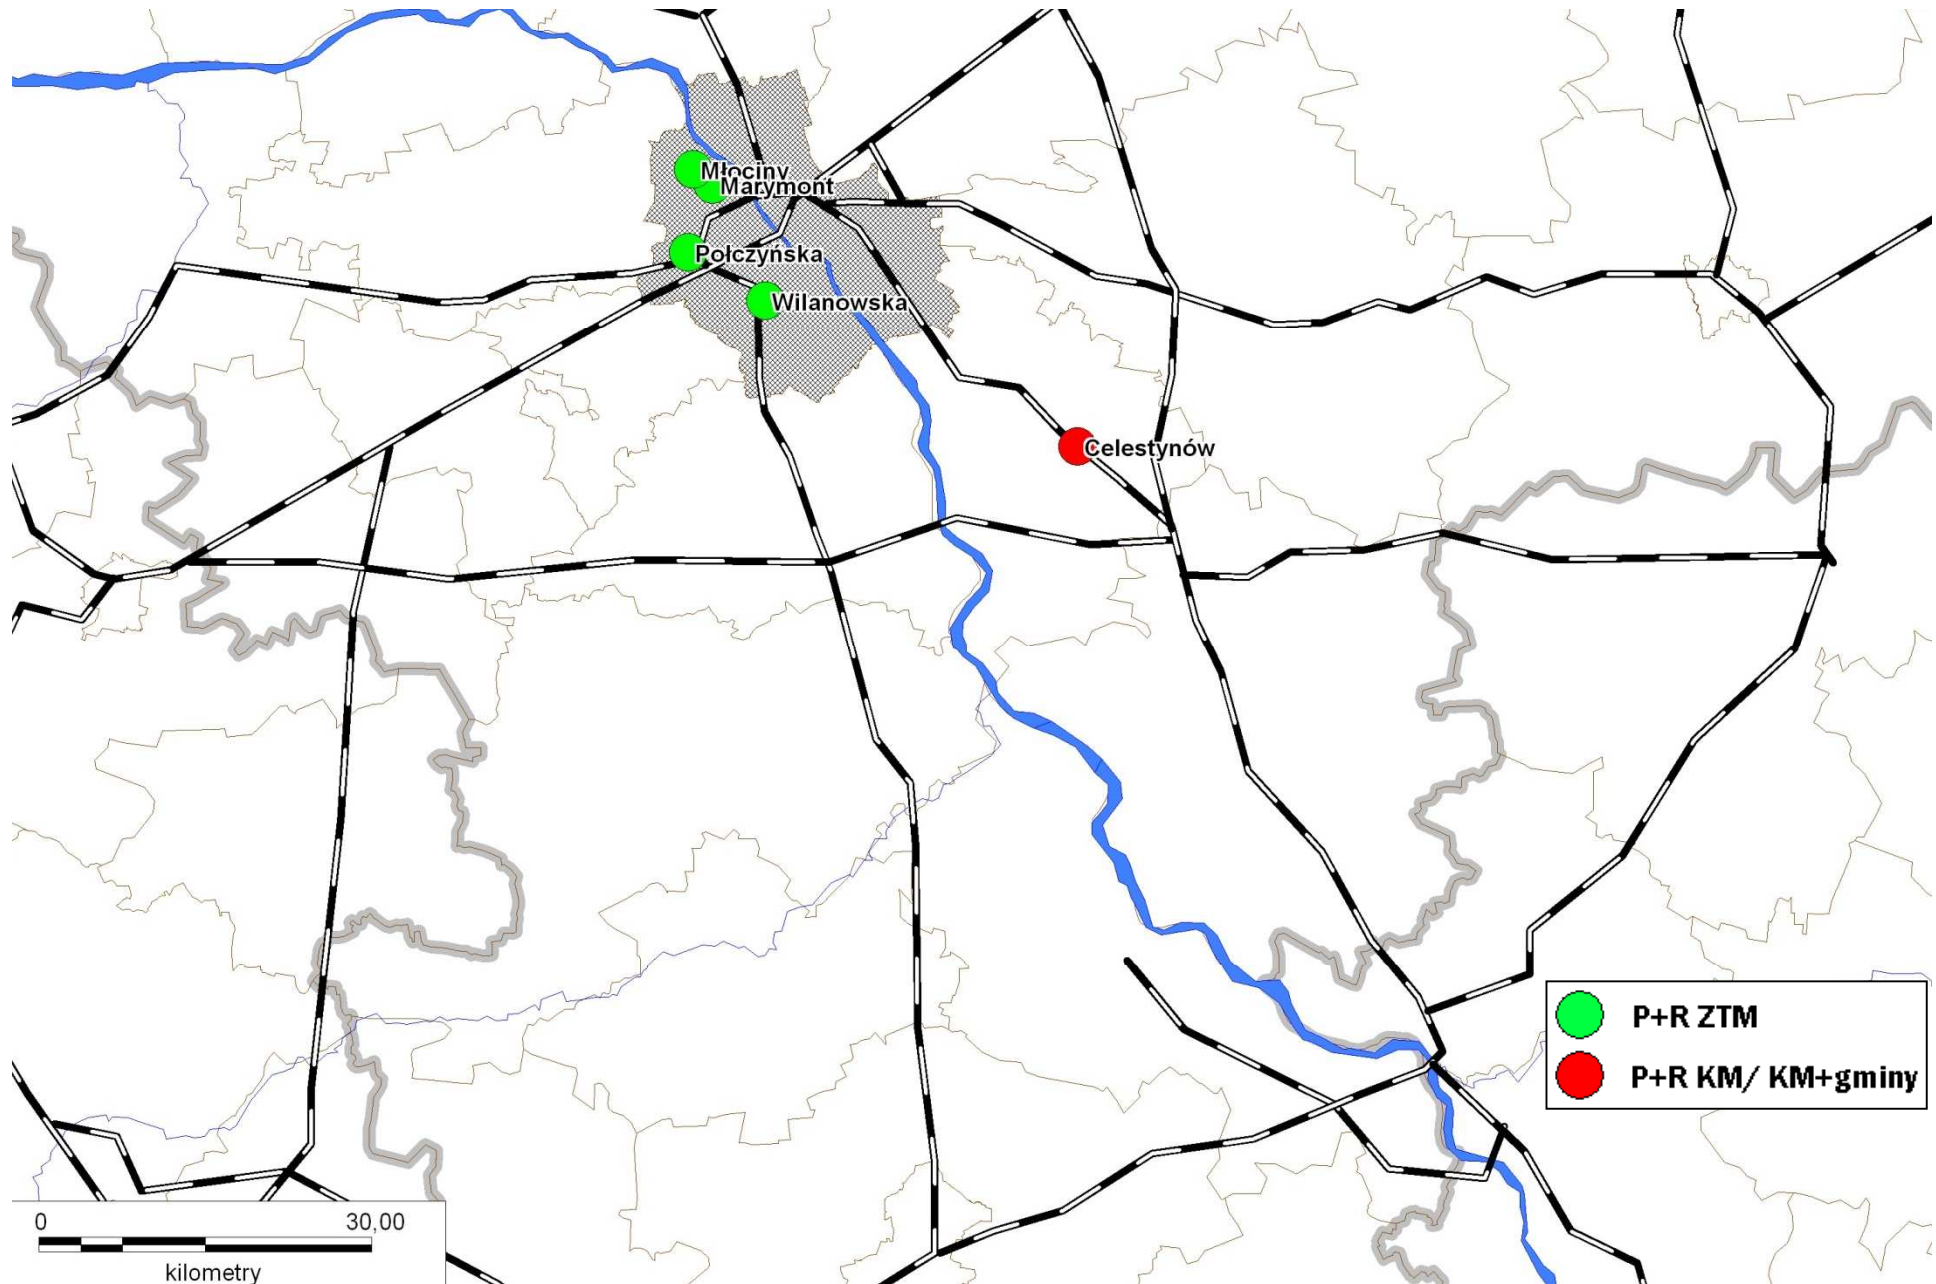 Młociny
Marymont
Połczyńska
Wilanowska
Celestynów
P+R ZTM
P+R KM/ KM+gminy
0 30,00
kilometry